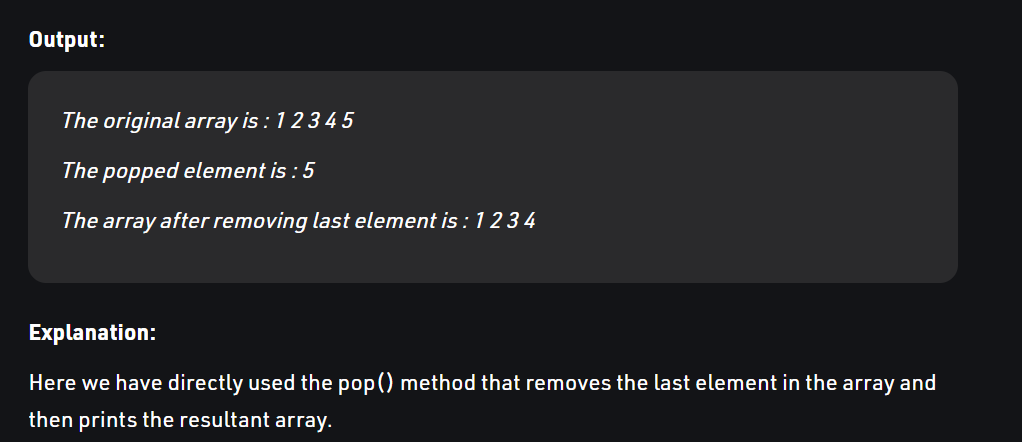 Output:
The original array is : 1 2 3 4 5
The popped element is : 5
The array after removing last element is : 1 2 3 4
Explanation:
Here we have directly used the pop() method that removes the last element in the array and
then prints the resultant array.